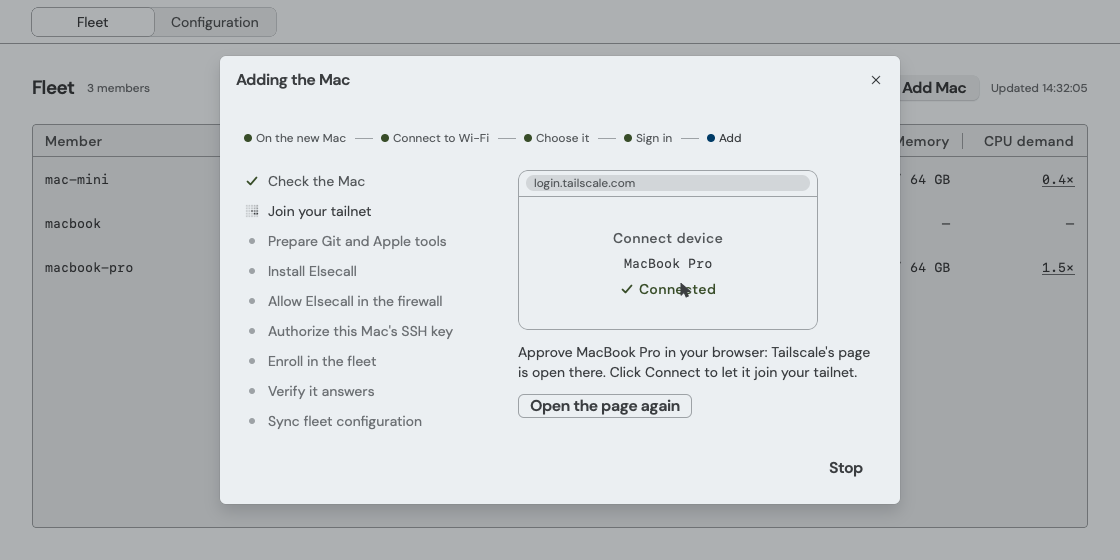 Fleet Configuration
Fleet 3 members
Add Mac Updated 14:32:05
Member Memory CPU demand
mac-mini 64 GB 0.4×
macbook — —
macbook-pro 64 GB 1.5×
Adding the Mac
On the new Mac Connect to Wi-Fi Choose it Sign in Add
Check the Mac
Join your tailnet
Prepare Git and Apple tools
Install Elsecall
Allow Elsecall in the firewall
Authorize this Mac's SSH key
Enroll in the fleet
Verify it answers
Sync fleet configuration
login.tailscale.com
Connect device
MacBook Pro
Connected
Approve MacBook Pro in your browser: Tailscale's page
is open there. Click Connect to let it join your tailnet.
Open the page again
Stop